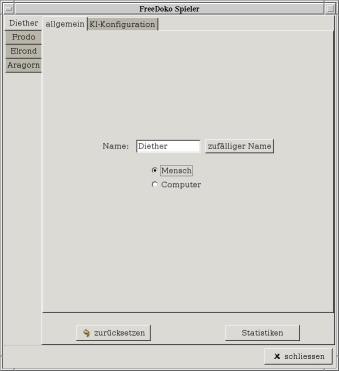 FreeDoko Spieler
Diether
Frodo
Elrond
Aragorn
allgemein KI-Konfiguration
Name: Diether zufälliger Name
Mensch
Computer
zurücksetzen Statistiken
schliessen